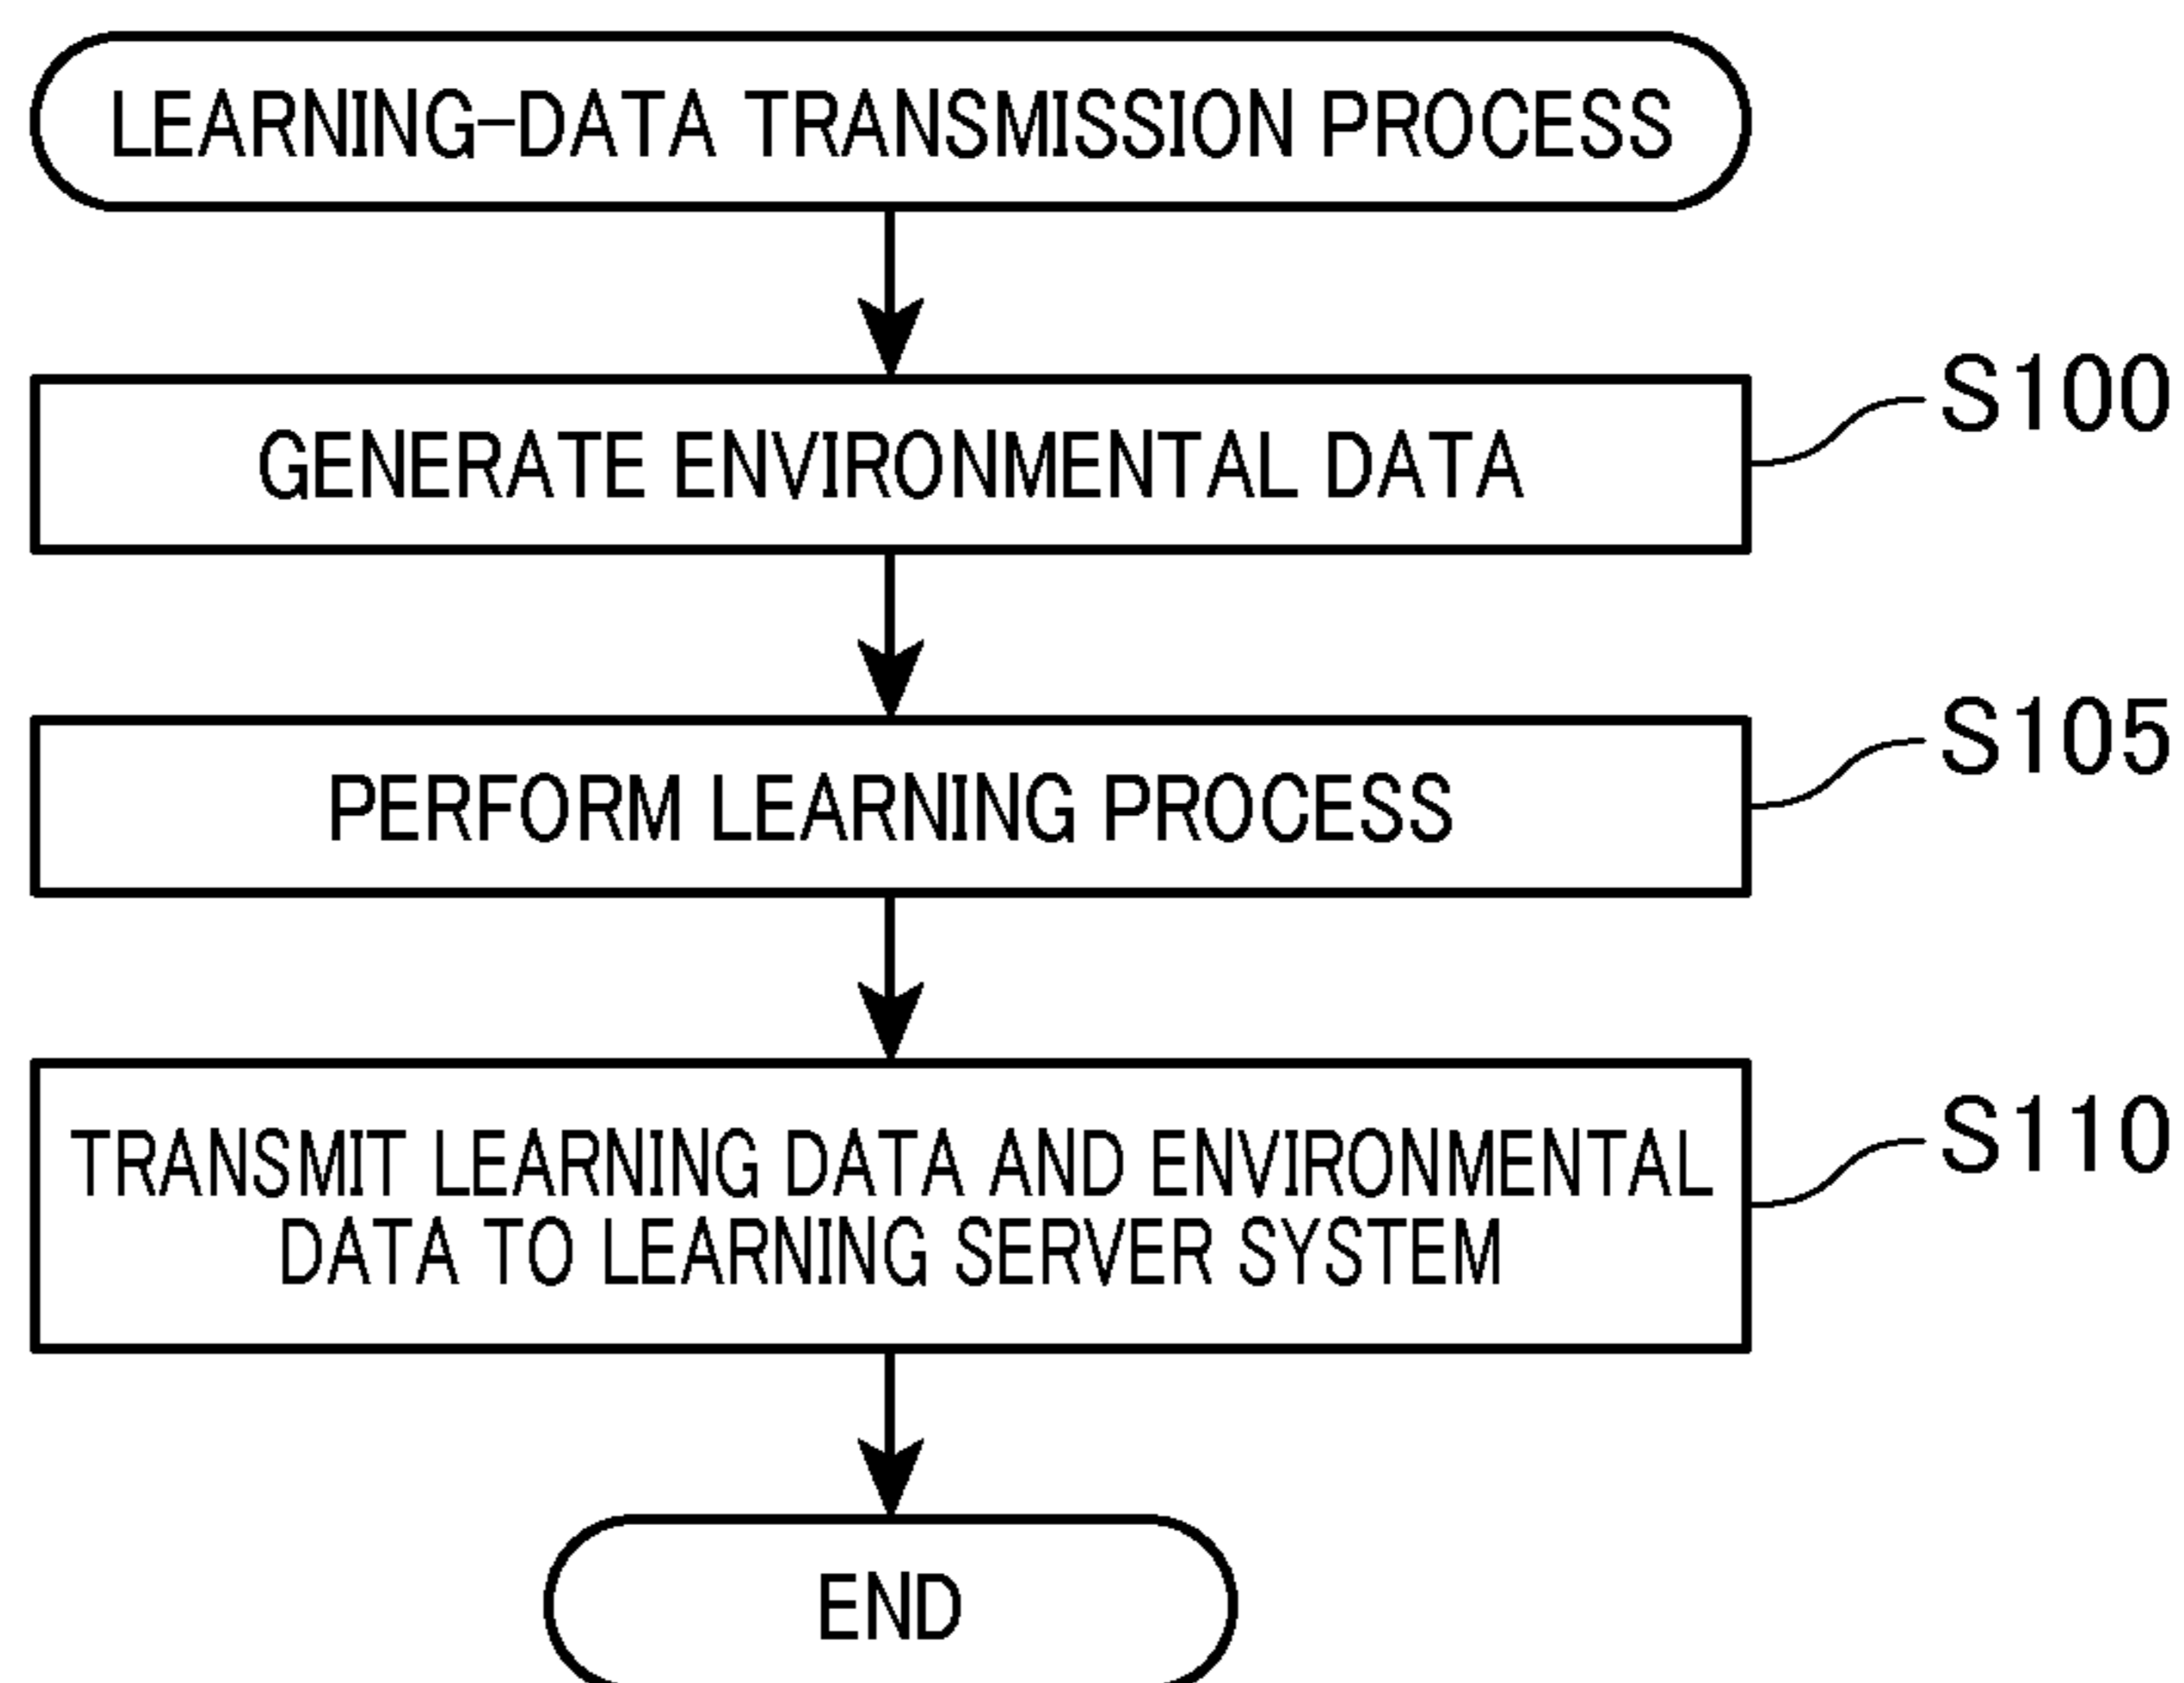 LEARNING-DATA TRANSMISSION PROCESS
GENERATE ENVIRONMENTAL DATA
S100
PERFORM LEARNING PROCESS
S105
TRANSMIT LEARNING DATA AND ENVIRONMENTAL
DATA TO LEARNING SERVER SYSTEM
S110
END